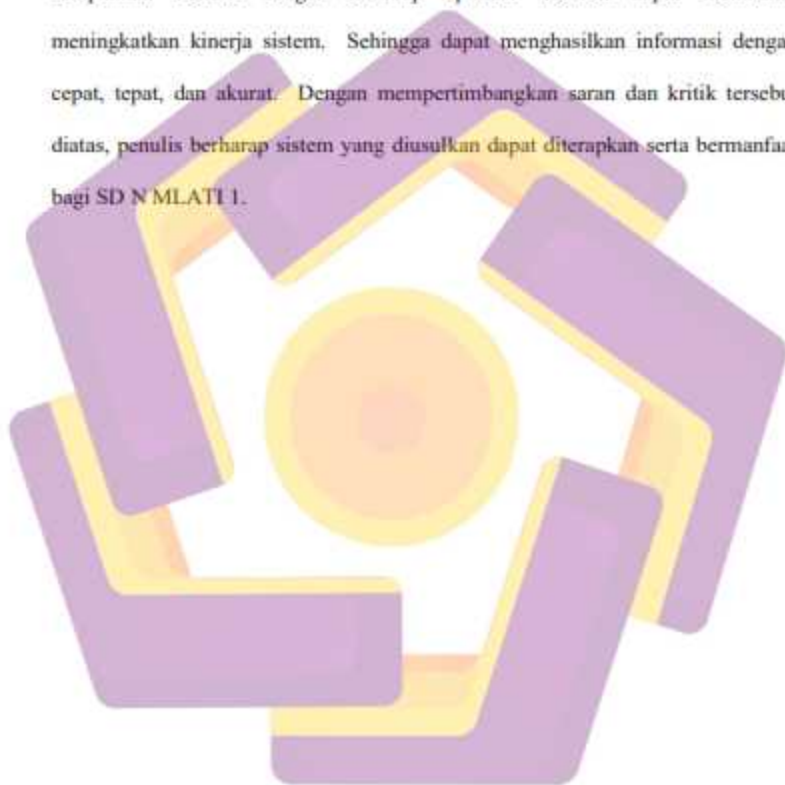 meningkatkan kinerja sistem. Sehingga dapat menghasilkan informasi denga
cepat, tepat, dan akurat. Dengan mempertimbangkan saran dan kritik tersebu
diatas, penulis berharap sistem yang diusulkan dapat diterapkan serta bermanfaa
bagi SD N MLATI 1.